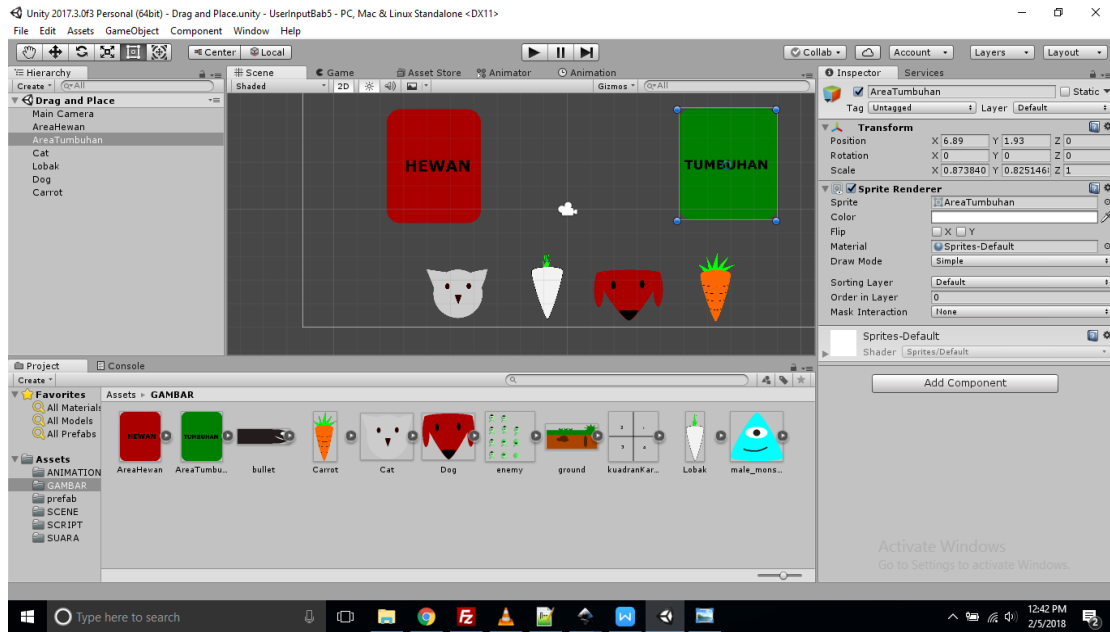 Unity 2017.3.0f3 Personal (64bit) - Drag and Place.unity - UserInputBab5 - PC, Mac & Linux Standalone <DX11>
File Edit Assets GameObject Component Window Help
Center Local Collab Account Layers Layout
Hierarchy
Create All
Drag and Place
Main Camera
AreaHewan
AreaTumbuhan
Cat
Lobak
Dog
Carrot
Scene Game Asset Store Animator Animation
Shaded 2D Gizmos All
HEWAN
TUMBUHAN
Inspector Services
AreaTumbuhan Static
Tag Untagged Layer Default
Transform
Position X 6.89 Y 1.93 Z 0
Rotation X 0 Y 0 Z 0
Scale X 0.873840 Y 0.825146 Z 1
Sprite Renderer
Sprite AreaTumbuhan
Color
Flip X Y
Material Sprites-Default
Draw Mode Simple
Sorting Layer Default
Order in Layer 0
Mask Interaction None
Sprites-Default
Shader Sprites/Default
Add Component
Project Console
Create
Favorites
All Materials
All Models
All Prefabs
Assets
ANIMATION
GAMBAR
prefab
SCENE
SCRIPT
SUARA
Assets GAMBAR
HEWAN TUMBUHAN
AreaHewan AreaTumbu... bullet Carrot Cat Dog enemy ground kuadranKar... Lobak male_mons...
Activate Windows
Go to Settings to activate Windows.
Type here to search
12:42 PM
2/5/2018
2